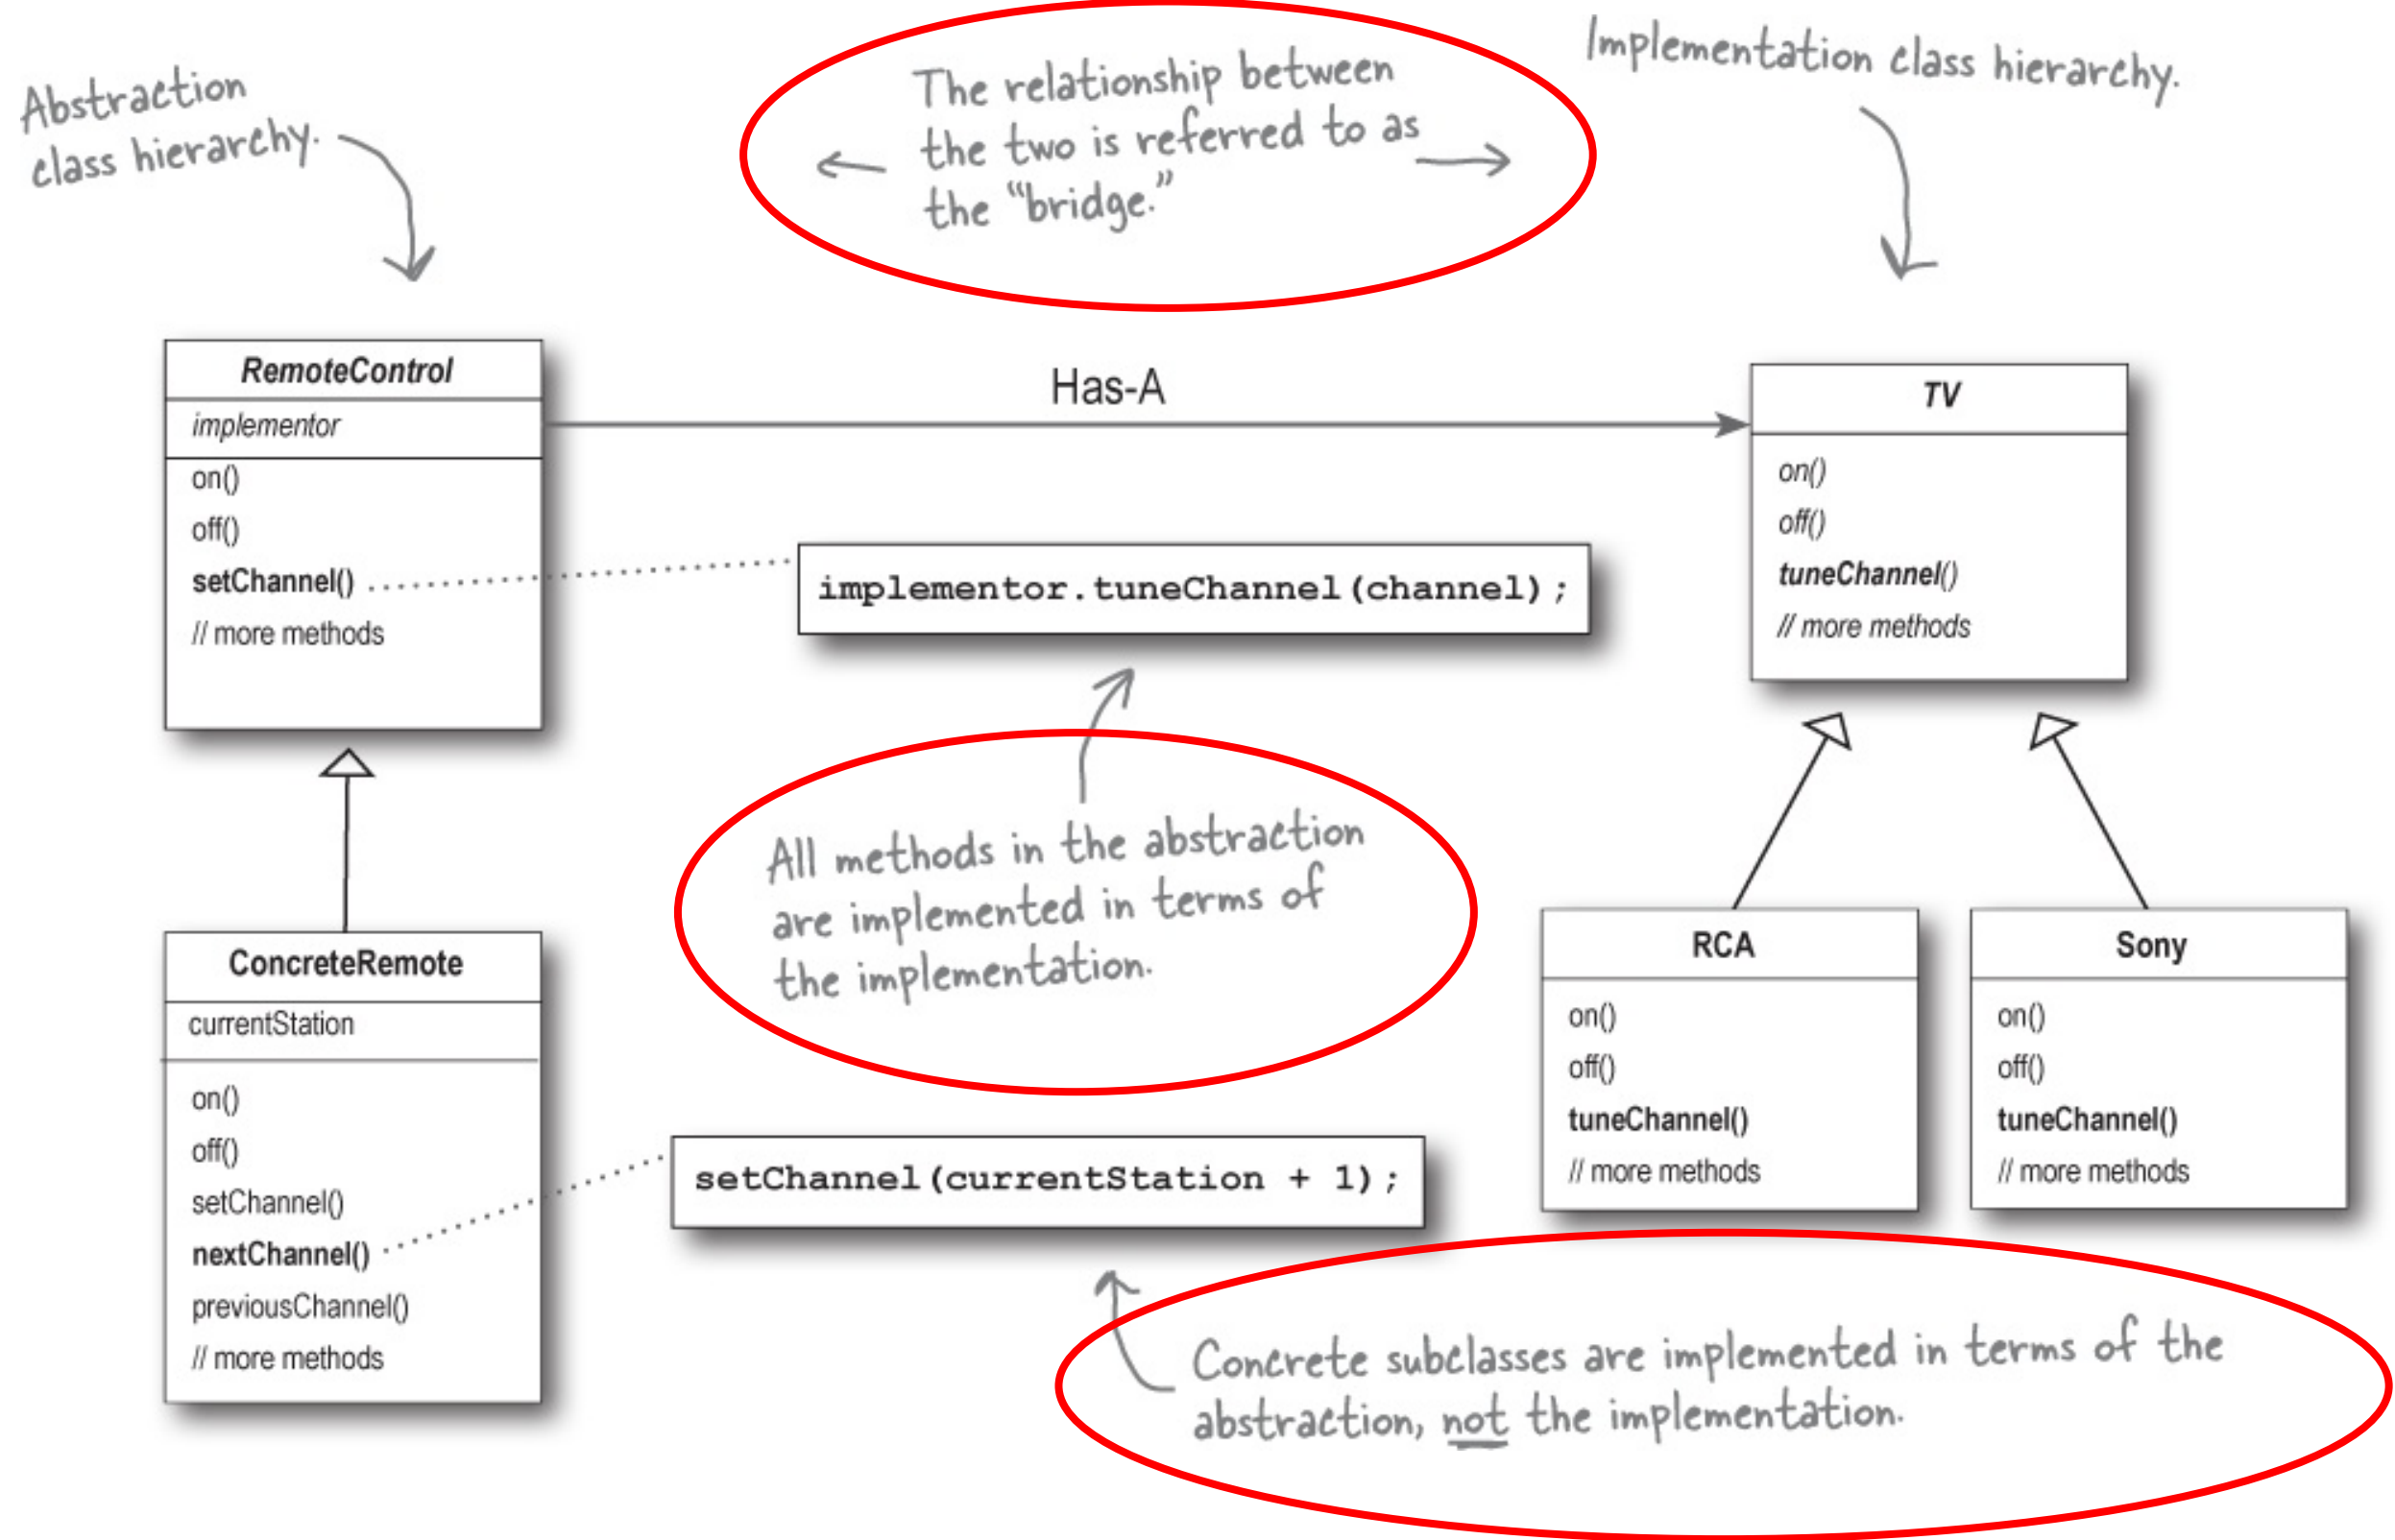 Abstraction
class hierarchy.
The relationship between
the two is referred to as
the “bridge.”
Implementation class hierarchy.
RemoteControl
implementor
on()
off()
setChannel()
// more methods
Has-A
TV
on()
off()
tuneChannel()
// more methods
implementor.tuneChannel(channel);
All methods in the abstraction
are implemented in terms of
the implementation.
ConcreteRemote
currentStation
on()
off()
setChannel()
nextChannel()
previousChannel()
// more methods
setChannel(currentStation + 1);
RCA
on()
off()
tuneChannel()
// more methods
Sony
on()
off()
tuneChannel()
// more methods
Concrete subclasses are implemented in terms of the
abstraction, not the implementation.